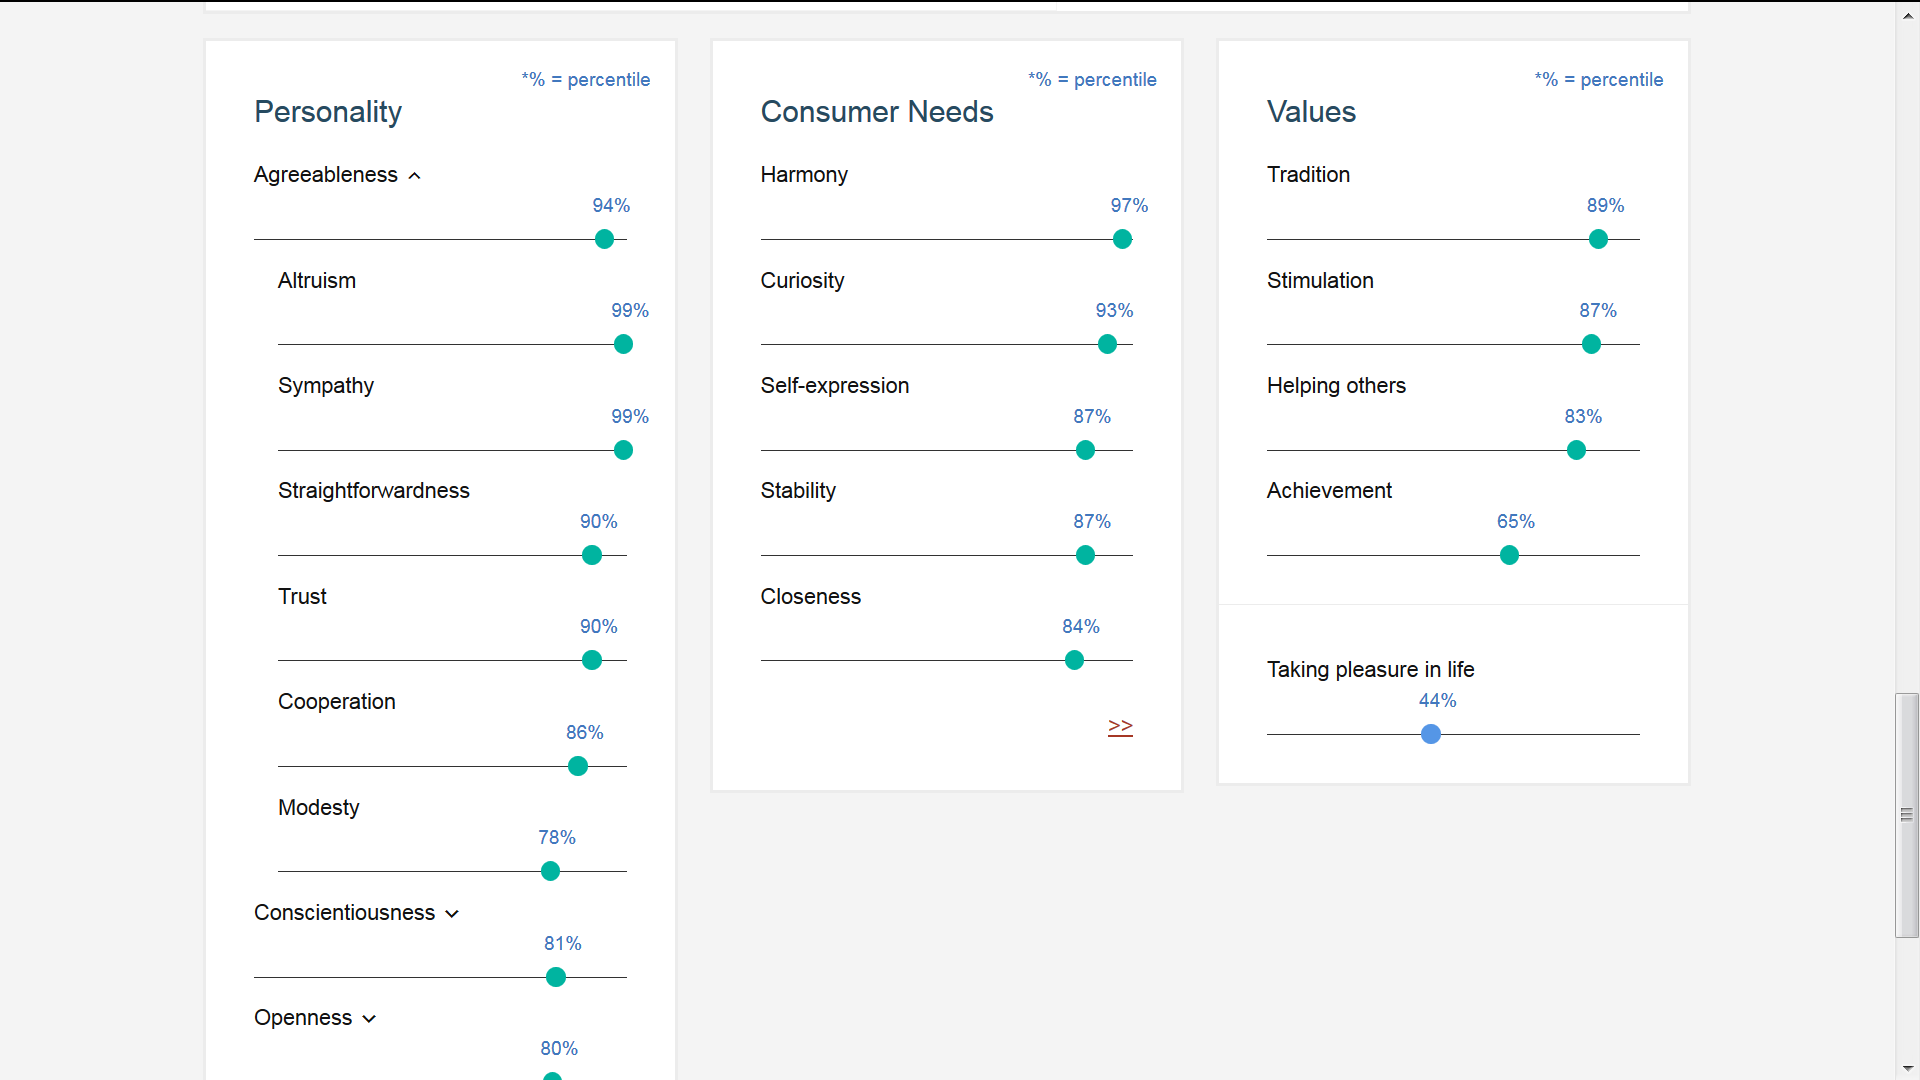 *% = percentile
Personality
Agreeableness
94%
Altruism
99%
Sympathy
99%
Straightforwardness
90%
Trust
90%
Cooperation
86%
Modesty
78%
Conscientiousness
81%
Openness
80%
*% = percentile
Consumer Needs
Harmony
97%
Curiosity
93%
Self-expression
87%
Stability
87%
Closeness
84%
>>
*% = percentile
Values
Tradition
89%
Stimulation
87%
Helping others
83%
Achievement
65%
Taking pleasure in life
44%